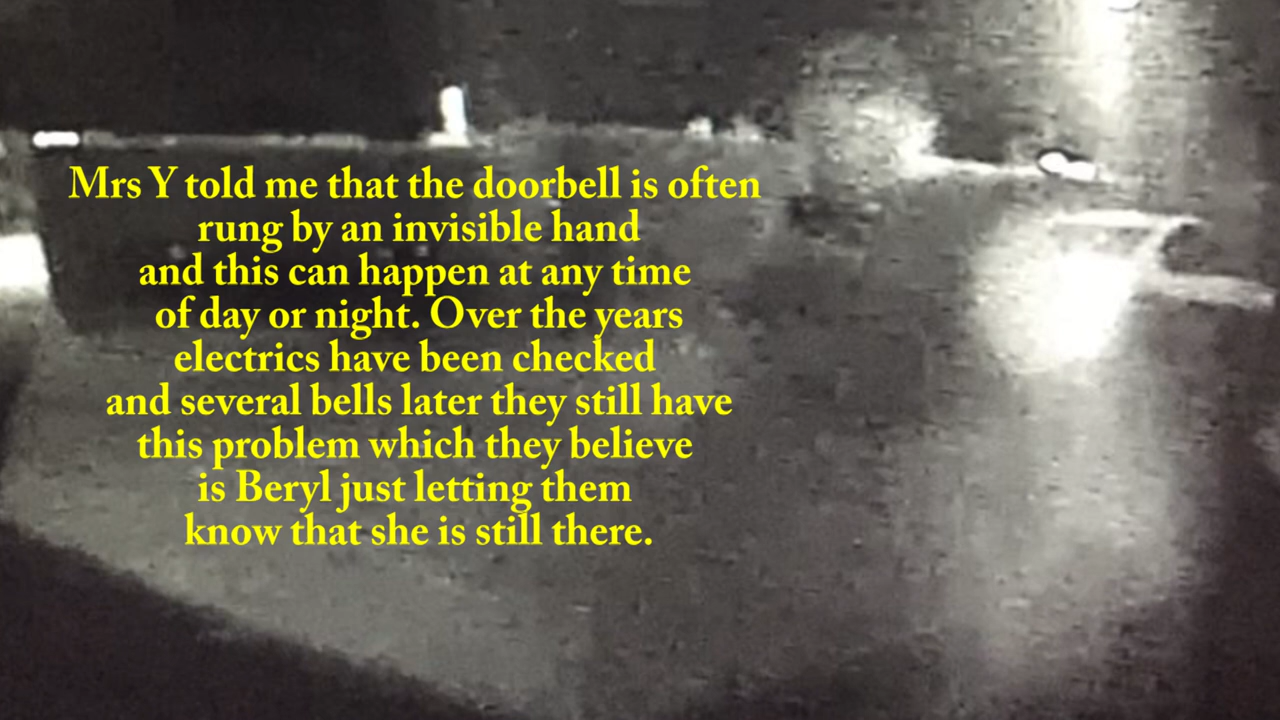 Mrs Y told me that the doorbell is often
rung by an invisible hand
and this can happen at any time
of day or night. Over the years
electrics have been checked
and several bells later they still have
this problem which they believe
is Beryl just letting them
know that she is still there.